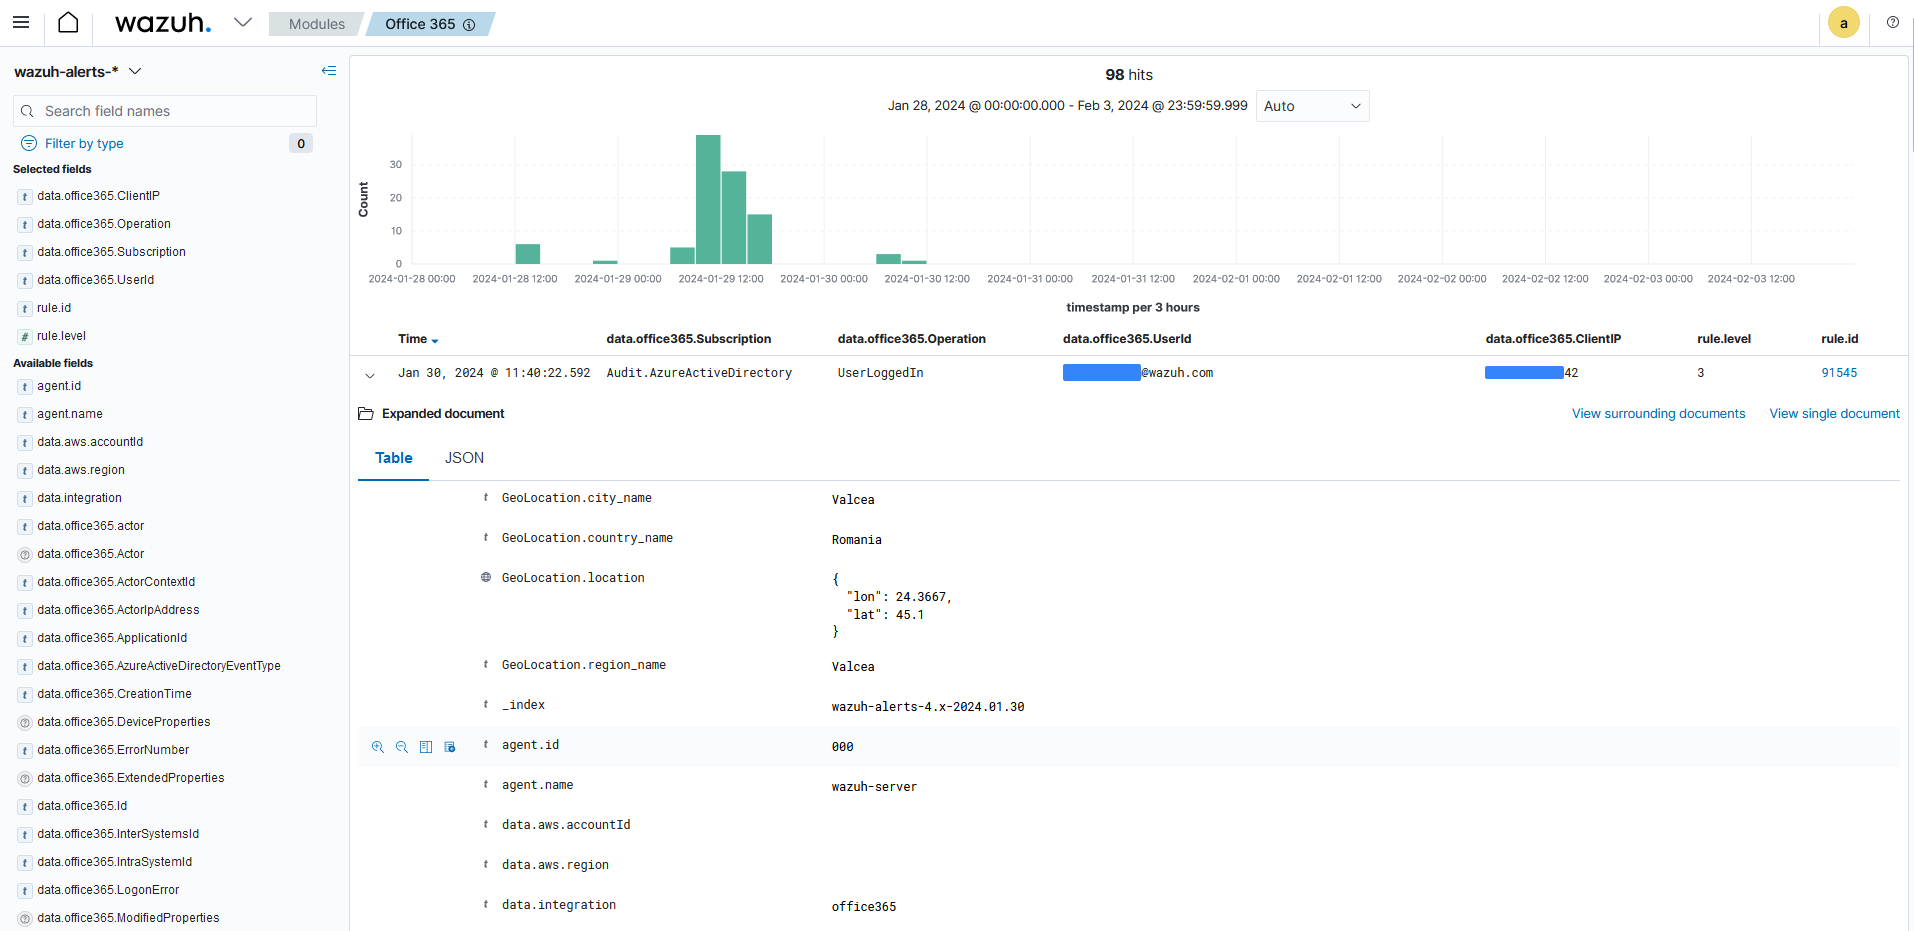 wazuh.
Modules
Office 365
a
wazuh-alerts-*
Search field names
Filter by type
0
Selected fields
t data.office365.ClientIP
t data.office365.Operation
t data.office365.Subscription
t data.office365.UserId
t rule.id
# rule.level
Available fields
t agent.id
t agent.name
t data.aws.accountId
t data.aws.region
t data.integration
t data.office365.actor
? data.office365.Actor
t data.office365.ActorContextId
t data.office365.ActorIpAddress
t data.office365.ApplicationId
t data.office365.AzureActiveDirectoryEventType
t data.office365.CreationTime
? data.office365.DeviceProperties
t data.office365.ErrorNumber
? data.office365.ExtendedProperties
t data.office365.Id
t data.office365.InterSystemsId
t data.office365.IntraSystemId
t data.office365.LogonError
? data.office365.ModifiedProperties
98 hits
Jan 28, 2024 @ 00:00:00.000 - Feb 3, 2024 @ 23:59:59.999 Auto
Count
30
20
10
0
2024-01-28 00:00 2024-01-28 12:00 2024-01-29 00:00 2024-01-29 12:00 2024-01-30 00:00 2024-01-30 12:00 2024-01-31 00:00 2024-01-31 12:00 2024-02-01 00:00 2024-02-01 12:00 2024-02-02 00:00 2024-02-02 12:00 2024-02-03 00:00 2024-02-03 12:00
timestamp per 3 hours
Time data.office365.Subscription data.office365.Operation data.office365.UserId data.office365.ClientIP rule.level rule.id
Jan 30, 2024 @ 11:40:22.592 Audit.AzureActiveDirectory UserLoggedIn @wazuh.com 42 3 91545
Expanded document View surrounding documents View single document
Table JSON
t GeoLocation.city_name Valcea
t GeoLocation.country_name Romania
GeoLocation.location {
"lon": 24.3667,
"lat": 45.1
}
t GeoLocation.region_name Valcea
t _index wazuh-alerts-4.x-2024.01.30
t agent.id 000
t agent.name wazuh-server
t data.aws.accountId
t data.aws.region
t data.integration office365